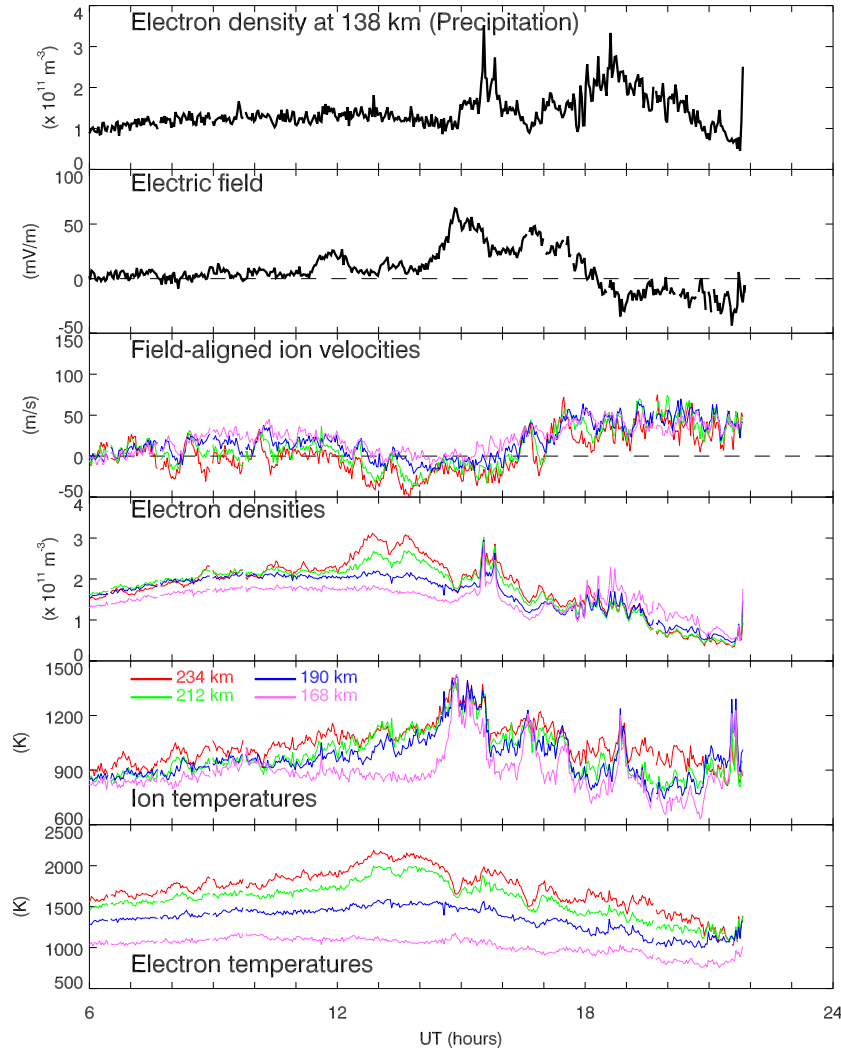 Electron density at 138 km (Precipitation)
4
3
2
1
0
(x 10¹¹ m⁻³)
Electric field
100
50
0
-50
(mV/m)
Field-aligned ion velocities
150
100
50
0
-50
(m/s)
Electron densities
4
3
2
1
0
(x 10¹¹ m⁻³)
1500
1200
900
600
(K)
234 km 190 km
212 km 168 km
Ion temperatures
2500
2000
1500
1000
500
(K)
Electron temperatures
6 12 15 18 21 24
UT (hours)